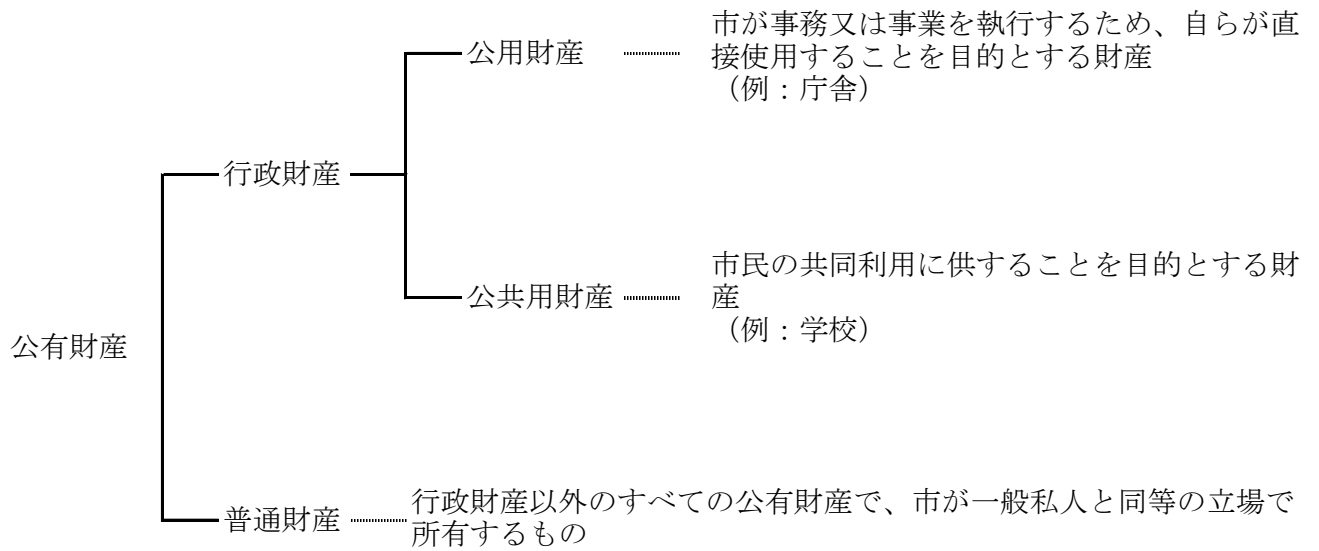 市が事務又は事業を執行するため、自らが直
接使用することを目的とする財産
（例：庁舎）
公用財産
行政財産
市民の共同利用に供することを目的とする財
産
（例：学校）
公共用財産
公有財産
行政財産以外のすべての公有財産で、市が一般私人と同等の立場で
所有するもの
普通財産